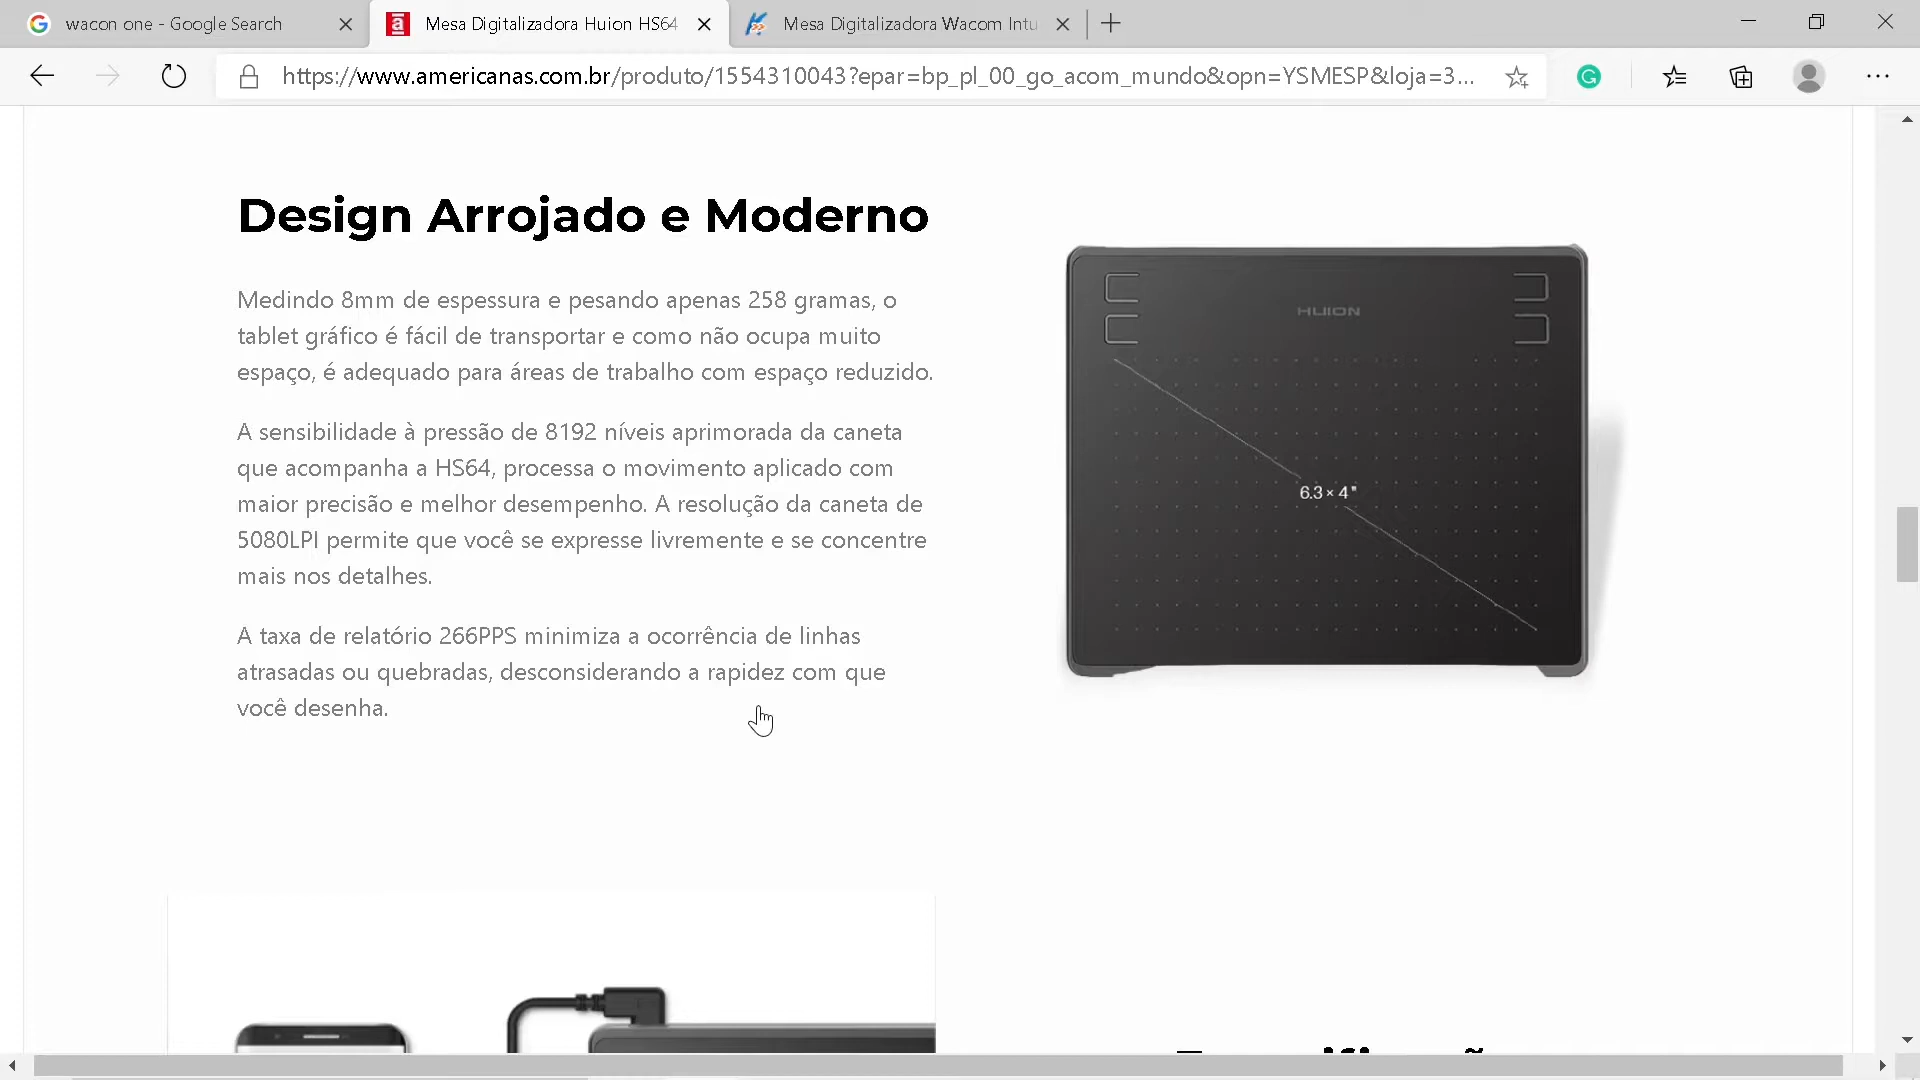 wacon one - Google Search
Mesa Digitalizadora Huion HS64
Mesa Digitalizadora Wacom Intu
https://www.americanas.com.br/produto/1554310043?epar=bp_pl_00_go_acom_mundo&opn=YSMESP&loja=3...
Design Arrojado e Moderno
Medindo 8mm de espessura e pesando apenas 258 gramas, o
tablet gráfico é fácil de transportar e como não ocupa muito
espaço, é adequado para áreas de trabalho com espaço reduzido.
A sensibilidade à pressão de 8192 níveis aprimorada da caneta
que acompanha a HS64, processa o movimento aplicado com
maior precisão e melhor desempenho. A resolução da caneta de
5080LPI permite que você se expresse livremente e se concentre
mais nos detalhes.
A taxa de relatório 266PPS minimiza a ocorrência de linhas
atrasadas ou quebradas, desconsiderando a rapidez com que
você desenha.
HUION
6.3 × 4"